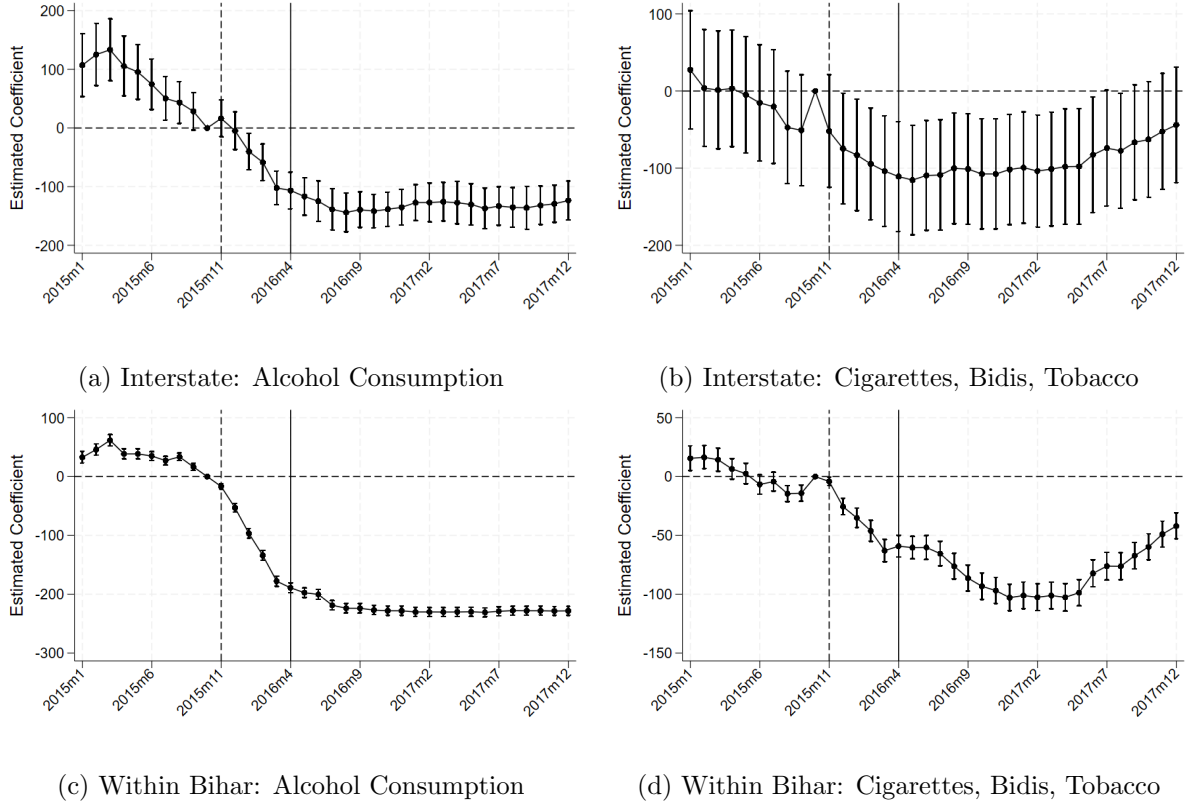 200
100
0
-100
-200
Estimated Coefficient
2015m1
2015m6
2015m11
2016m4
2016m9
2017m2
2017m7
2017m12
(a) Interstate: Alcohol Consumption
100
0
-100
-200
Estimated Coefficient
2015m1
2015m6
2015m11
2016m4
2016m9
2017m2
2017m7
2017m12
(b) Interstate: Cigarettes, Bidis, Tobacco
100
0
-100
-200
-300
Estimated Coefficient
2015m1
2015m6
2015m11
2016m4
2016m9
2017m2
2017m7
2017m12
(c) Within Bihar: Alcohol Consumption
50
0
-50
-100
-150
Estimated Coefficient
2015m1
2015m6
2015m11
2016m4
2016m9
2017m2
2017m7
2017m12
(d) Within Bihar: Cigarettes, Bidis, Tobacco